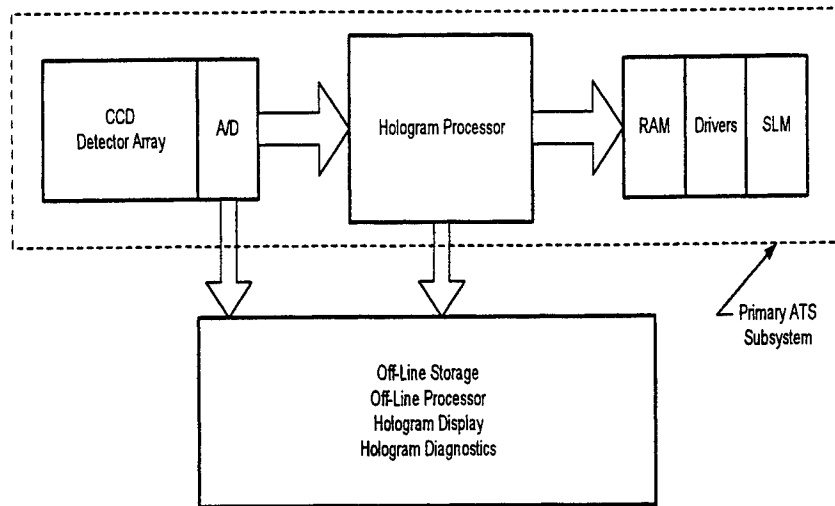 CCD
Detector Array
A/D
Hologram Processor
RAM
Drivers
SLM
Primary ATS
Subsystem
Off-Line Storage
Off-Line Processor
Hologram Display
Hologram Diagnostics